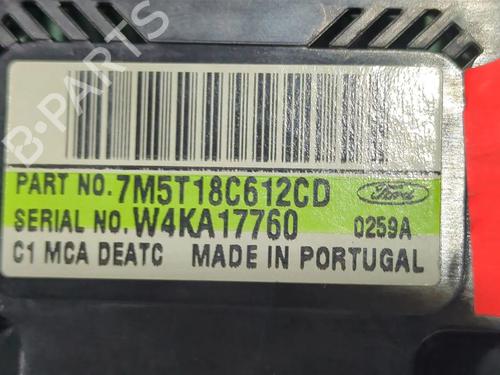 B-PARTS
PART NO. 7M5T18C612CD Ford
SERIAL NO. W4KA17760 0259A
C1 MCA DEATC MADE IN PORTUGAL